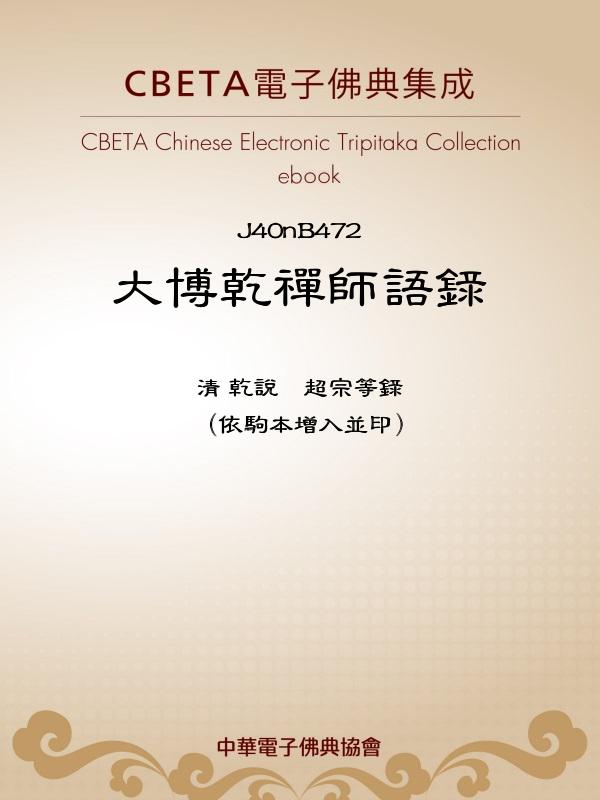 CBETA電子佛典集成
CBETA Chinese Electronic Tripitaka Collection
ebook
J40nB472
大博乾禪師語錄
清 乾說　超宗等錄
(依駒本增入並印)
中華電子佛典協會